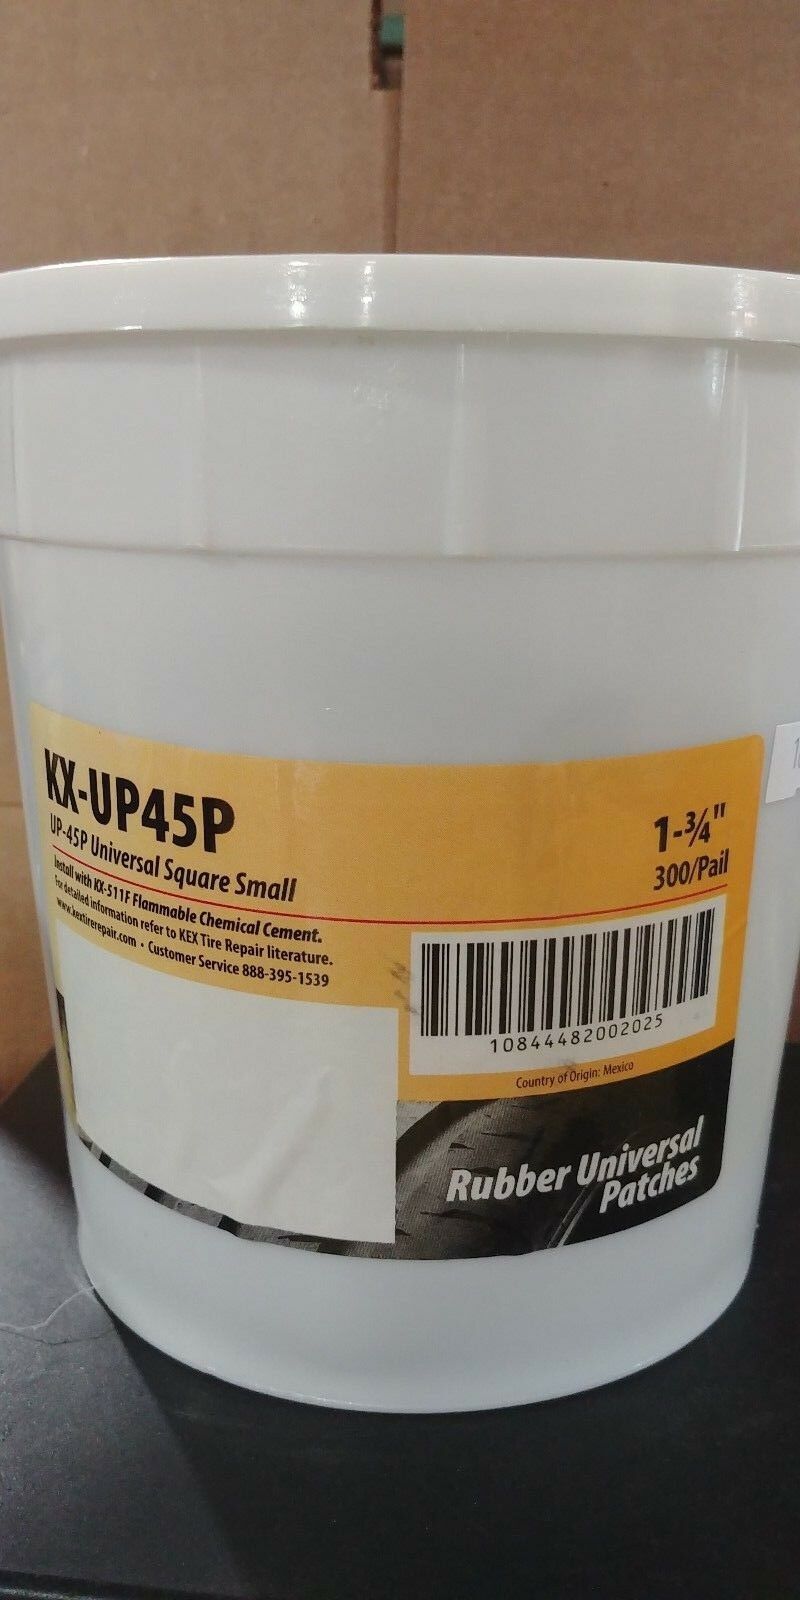 KX-UP45P
UP-45P Universal Square Small
Install with KX-511F Flammable Chemical Cement.
For detailed information refer to KEX Tire Repair literature.
www.kextirerepair.com • Customer Service 888-395-1539
1-3/4"
300/Pail
10844482002025
Country of Origin: Mexico
Rubber Universal
Patches